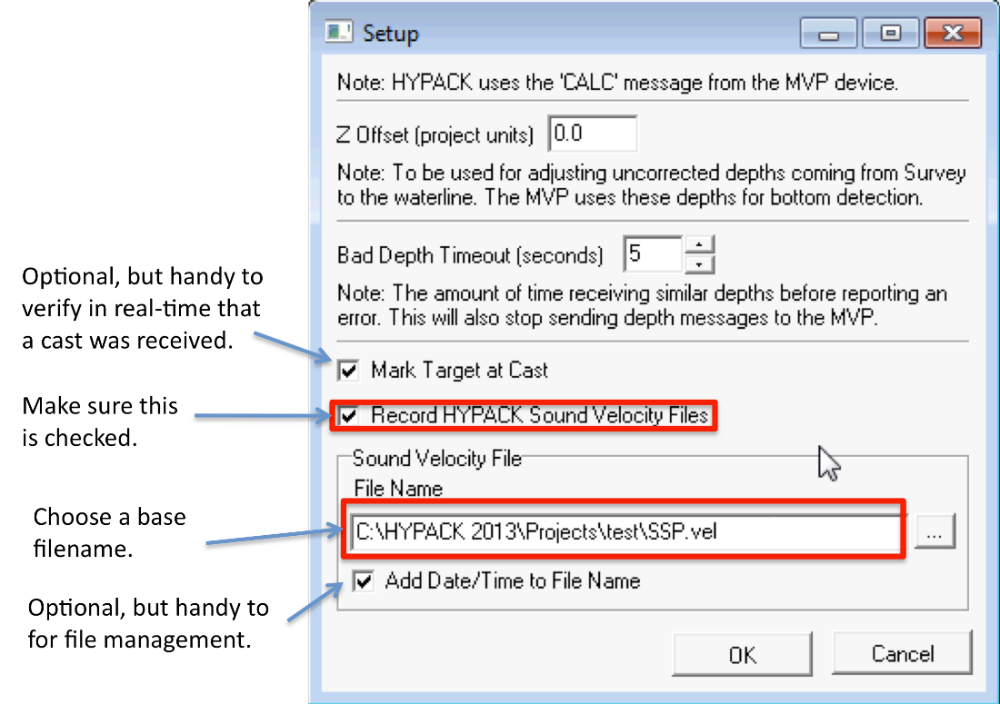 Setup
Note: HYPACK uses the 'CALC' message from the MVP device.
Z Offset (project units) 0.0
Note: To be used for adjusting uncorrected depths coming from Survey
to the waterline. The MVP uses these depths for bottom detection.
Bad Depth Timeout (seconds) 5
Note: The amount of time receiving similar depths before reporting an
error. This will also stop sending depth messages to the MVP.
Optional, but handy to
verify in real-time that
a cast was received.
Mark Target at Cast
Make sure this
is checked.
Record HYPACK Sound Velocity Files
Sound Velocity File
File Name
Choose a base
filename.
C:\HYPACK 2013\Projects\test\SSP.vel
...
Add Date/Time to File Name
Optional, but handy to
for file management.
OK
Cancel